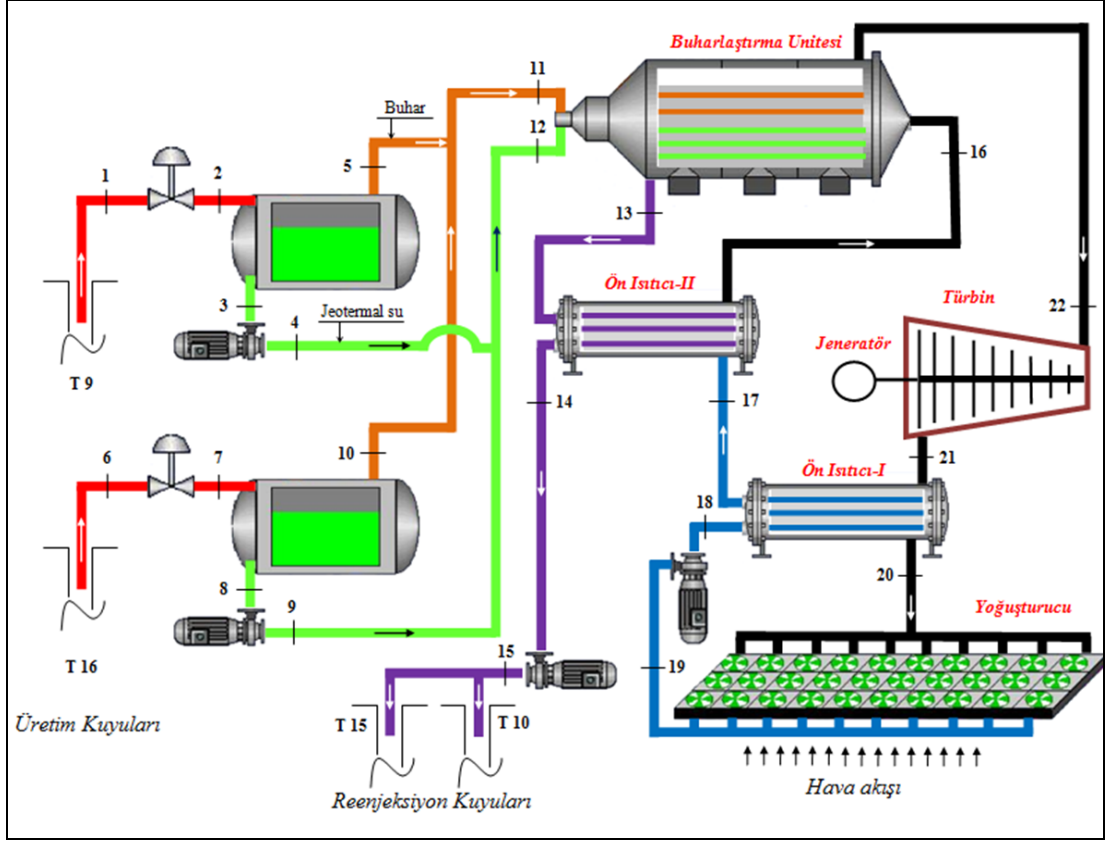 Buharlaştırma Unitesi
11
Buhar
12
5
16
1
2
13
Ön Isıtıcı-II
Türbin
22
3
4
Jeotermal su
Jeneratör
T 9
14
17
6
7
10
Ön Isıtıcı-I
21
18
8
9
20
Yoğuşturucu
T 16
15
19
Üretim Kuyuları
T 15
T 10
Hava akışı
Reenjeksiyon Kuyuları